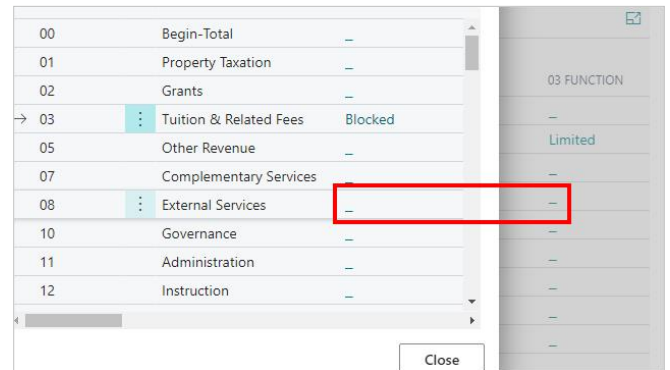 00 Begin-Total _
01 Property Taxation _
02 Grants _
03 FUNCTION
03 Tuition & Related Fees Blocked _
05 Other Revenue _ Limited
07 Complementary Services _ _
08 External Services _ _
10 Governance _ _
11 Administration _ _
12 Instruction _ _
_
Close _